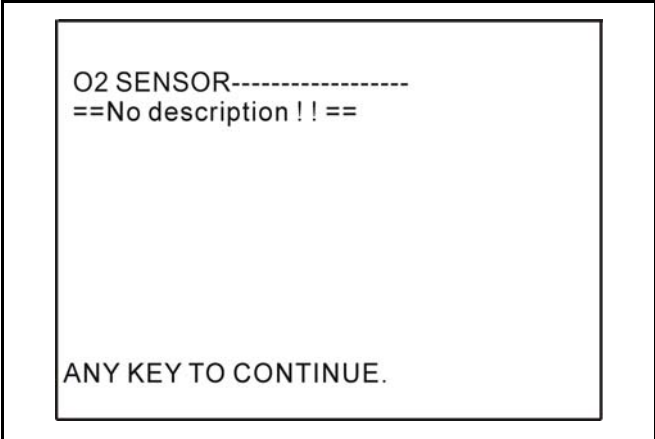 O2 SENSOR------------------
==No description ! ! ==
ANY KEY TO CONTINUE.